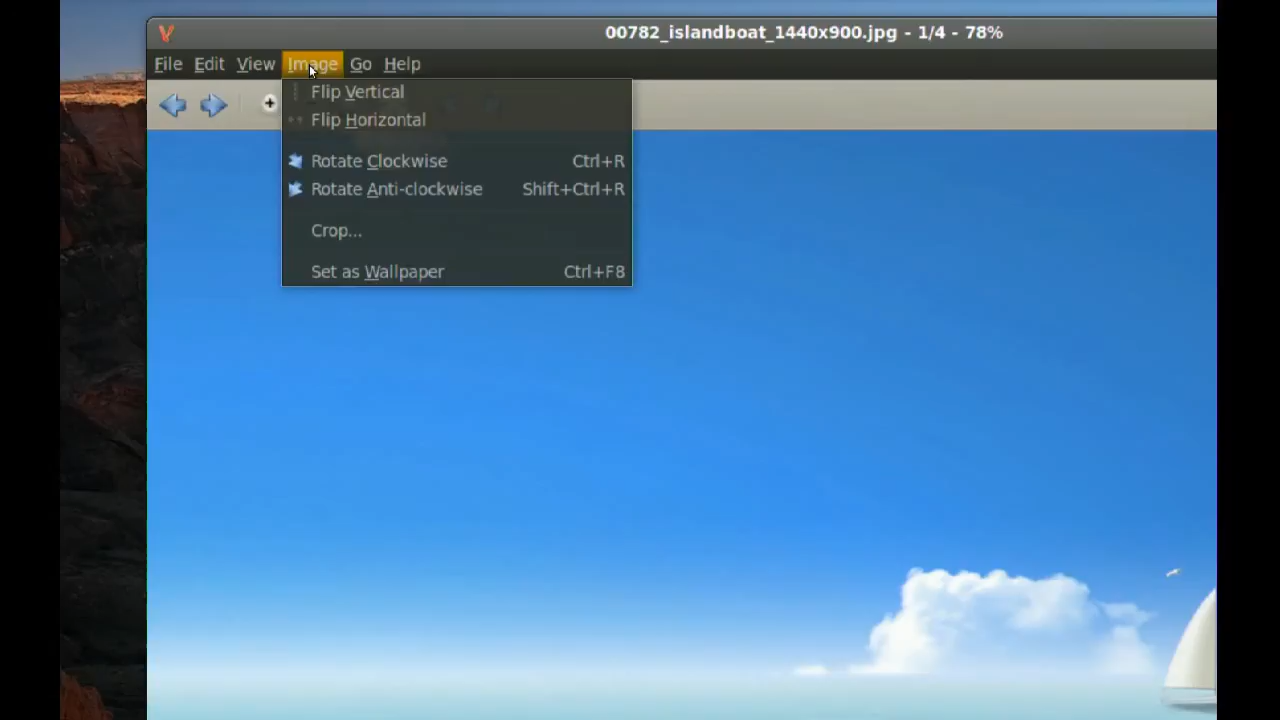 00782_islandboat_1440x900.jpg - 1/4 - 78%
File Edit View Image Go Help
Flip Vertical
Flip Horizontal
Rotate Clockwise Ctrl+R
Rotate Anti-clockwise Shift+Ctrl+R
Crop...
Set as Wallpaper Ctrl+F8